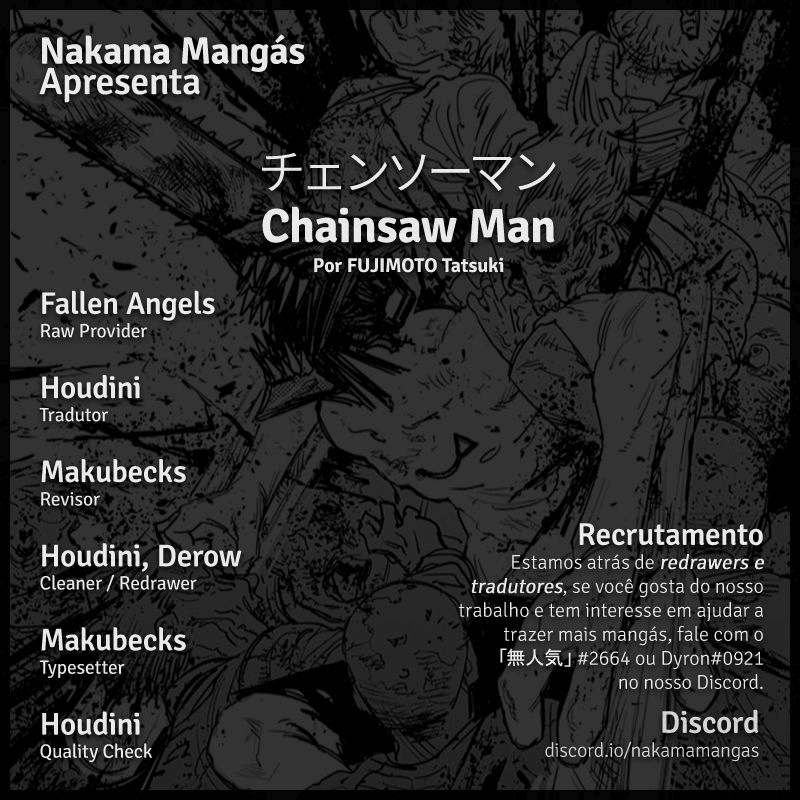 Nakama Mangás
Apresenta
チェンソーマン
Chainsaw Man
Por FUJIMOTO Tatsuki
Fallen Angels
Raw Provider
Houdini
Tradutor
Makubecks
Revisor
Houdini, Derow
Cleaner / Redrawer
Makubecks
Typesetter
Houdini
Quality Check
Recrutamento
Estamos atrás de redrawers e
tradutores, se você gosta do nosso
trabalho e tem interesse em ajudar a
trazer mais mangás, fale com o
「無人気」#2664 ou Dyron#0921
no nosso Discord.
Discord
discord.io/nakamamangas